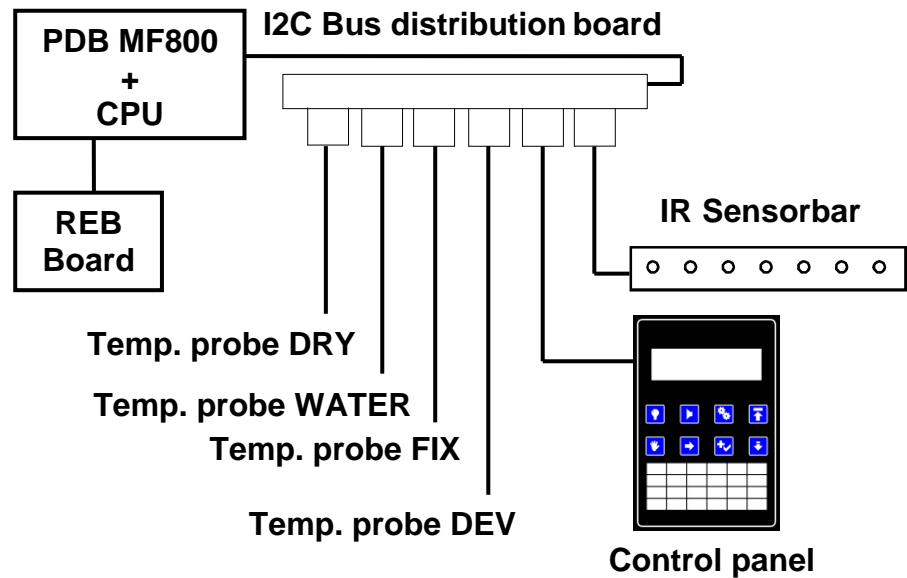 I2C Bus distribution board
PDB MF800
+
CPU
REB
Board
IR Sensorbar
Temp. probe DRY
Temp. probe WATER
Temp. probe FIX
Temp. probe DEV
Control panel